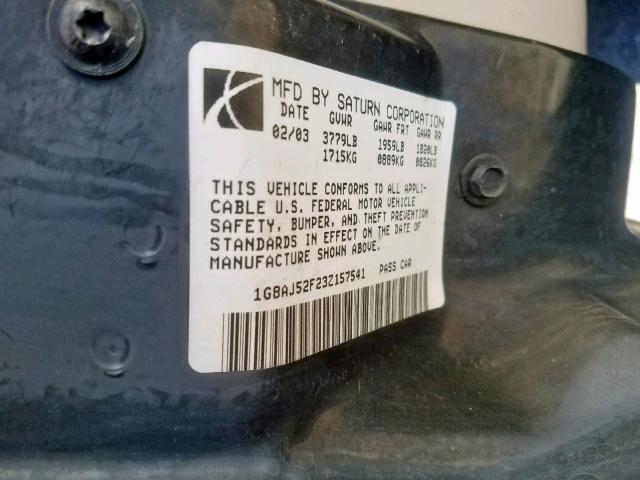 MFD BY SATURN CORPORATION
DATE GVWR GAWR FRT GAWR RR
02/03 3779LB 1959LB 1820LB
1715KG 0889KG 0826KG
THIS VEHICLE CONFORMS TO ALL APPLI-
CABLE U.S. FEDERAL MOTOR VEHICLE
SAFETY, BUMPER, AND THEFT PREVENTION
STANDARDS IN EFFECT ON THE DATE OF
MANUFACTURE SHOWN ABOVE.
1G8AJ52F23Z157541 PASS CAR